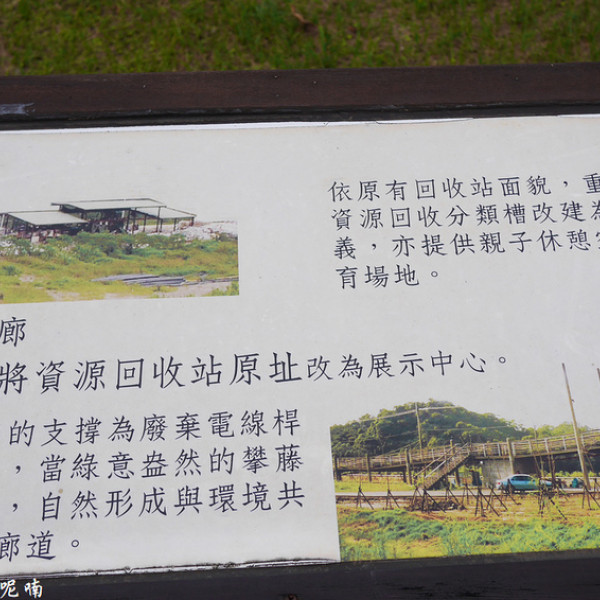 依原有回收站面貌，重
資源回收分類槽改建為
義，亦提供親子休憩
育場地。
廊
將資源回收站原址改為展示中心。
的支撐為廢棄電線桿
，當綠意盎然的攀藤
，自然形成與環境共
廊道。
呢喃